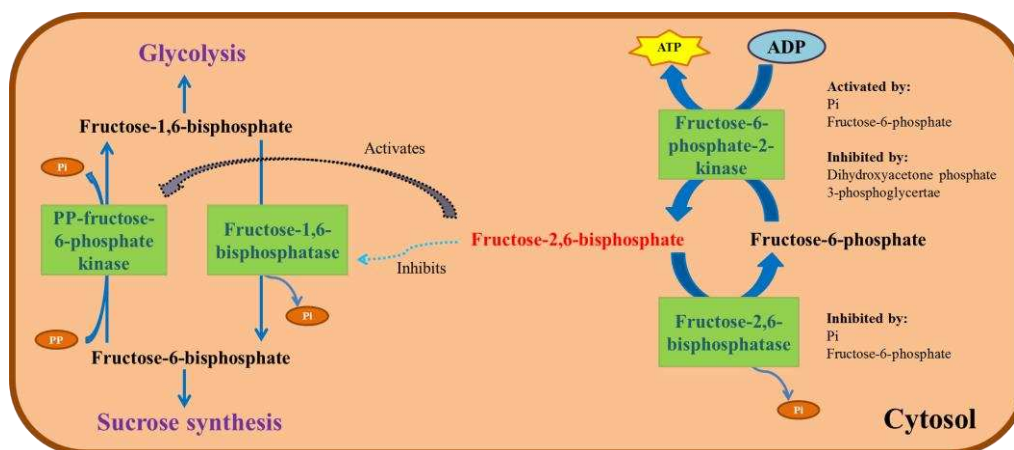 Glycolysis
Fructose-1,6-bisphosphate
Pi
Activates
PP-fructose-
6-phosphate
kinase
Fructose-1,6-
bisphosphatase
Inhibits
Pi
PP
Fructose-6-bisphosphate
Sucrose synthesis
ATP
ADP
Fructose-6-
phosphate-2-
kinase
Activated by:
Pi
Fructose-6-phosphate
Inhibited by:
Dihydroxyacetone phosphate
3-phosphoglycertae
Fructose-2,6-bisphosphate
Fructose-6-phosphate
Fructose-2,6-
bisphosphatase
Inhibited by:
Pi
Fructose-6-phosphate
Pi
Cytosol